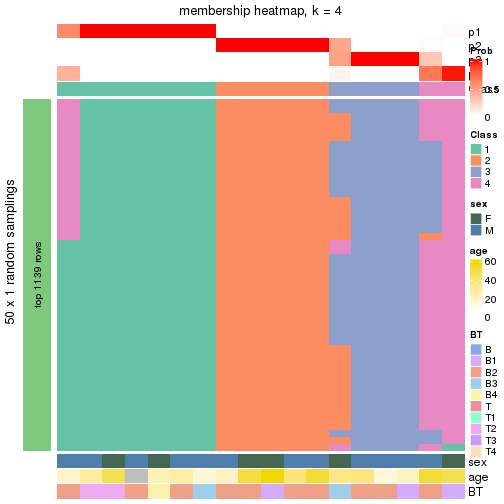 membership heatmap, k = 4
p1
p2
Prob
1
0.5
0
Class
1
2
3
4
sex
F
M
age
60
40
20
0
BT
B
B1
B2
B3
B4
T
T1
T2
T3
T4
50 x 1 random samplings
top 1139 rows
sex
age
BT